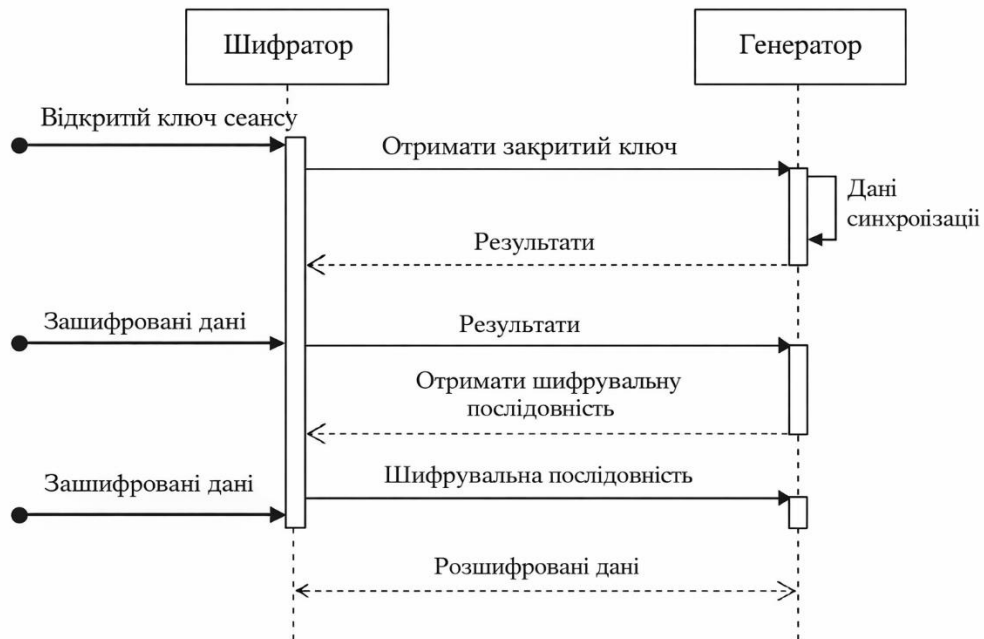 Шифратор
Генератор
Відкритій ключ сеансу
Отримати закритий ключ
Дані
синхроізації
Результати
Зашифровані дані
Результати
Отримати шифрувальну
послідовність
Зашифровані дані
Шифрувальна послідовність
Розшифровані дані